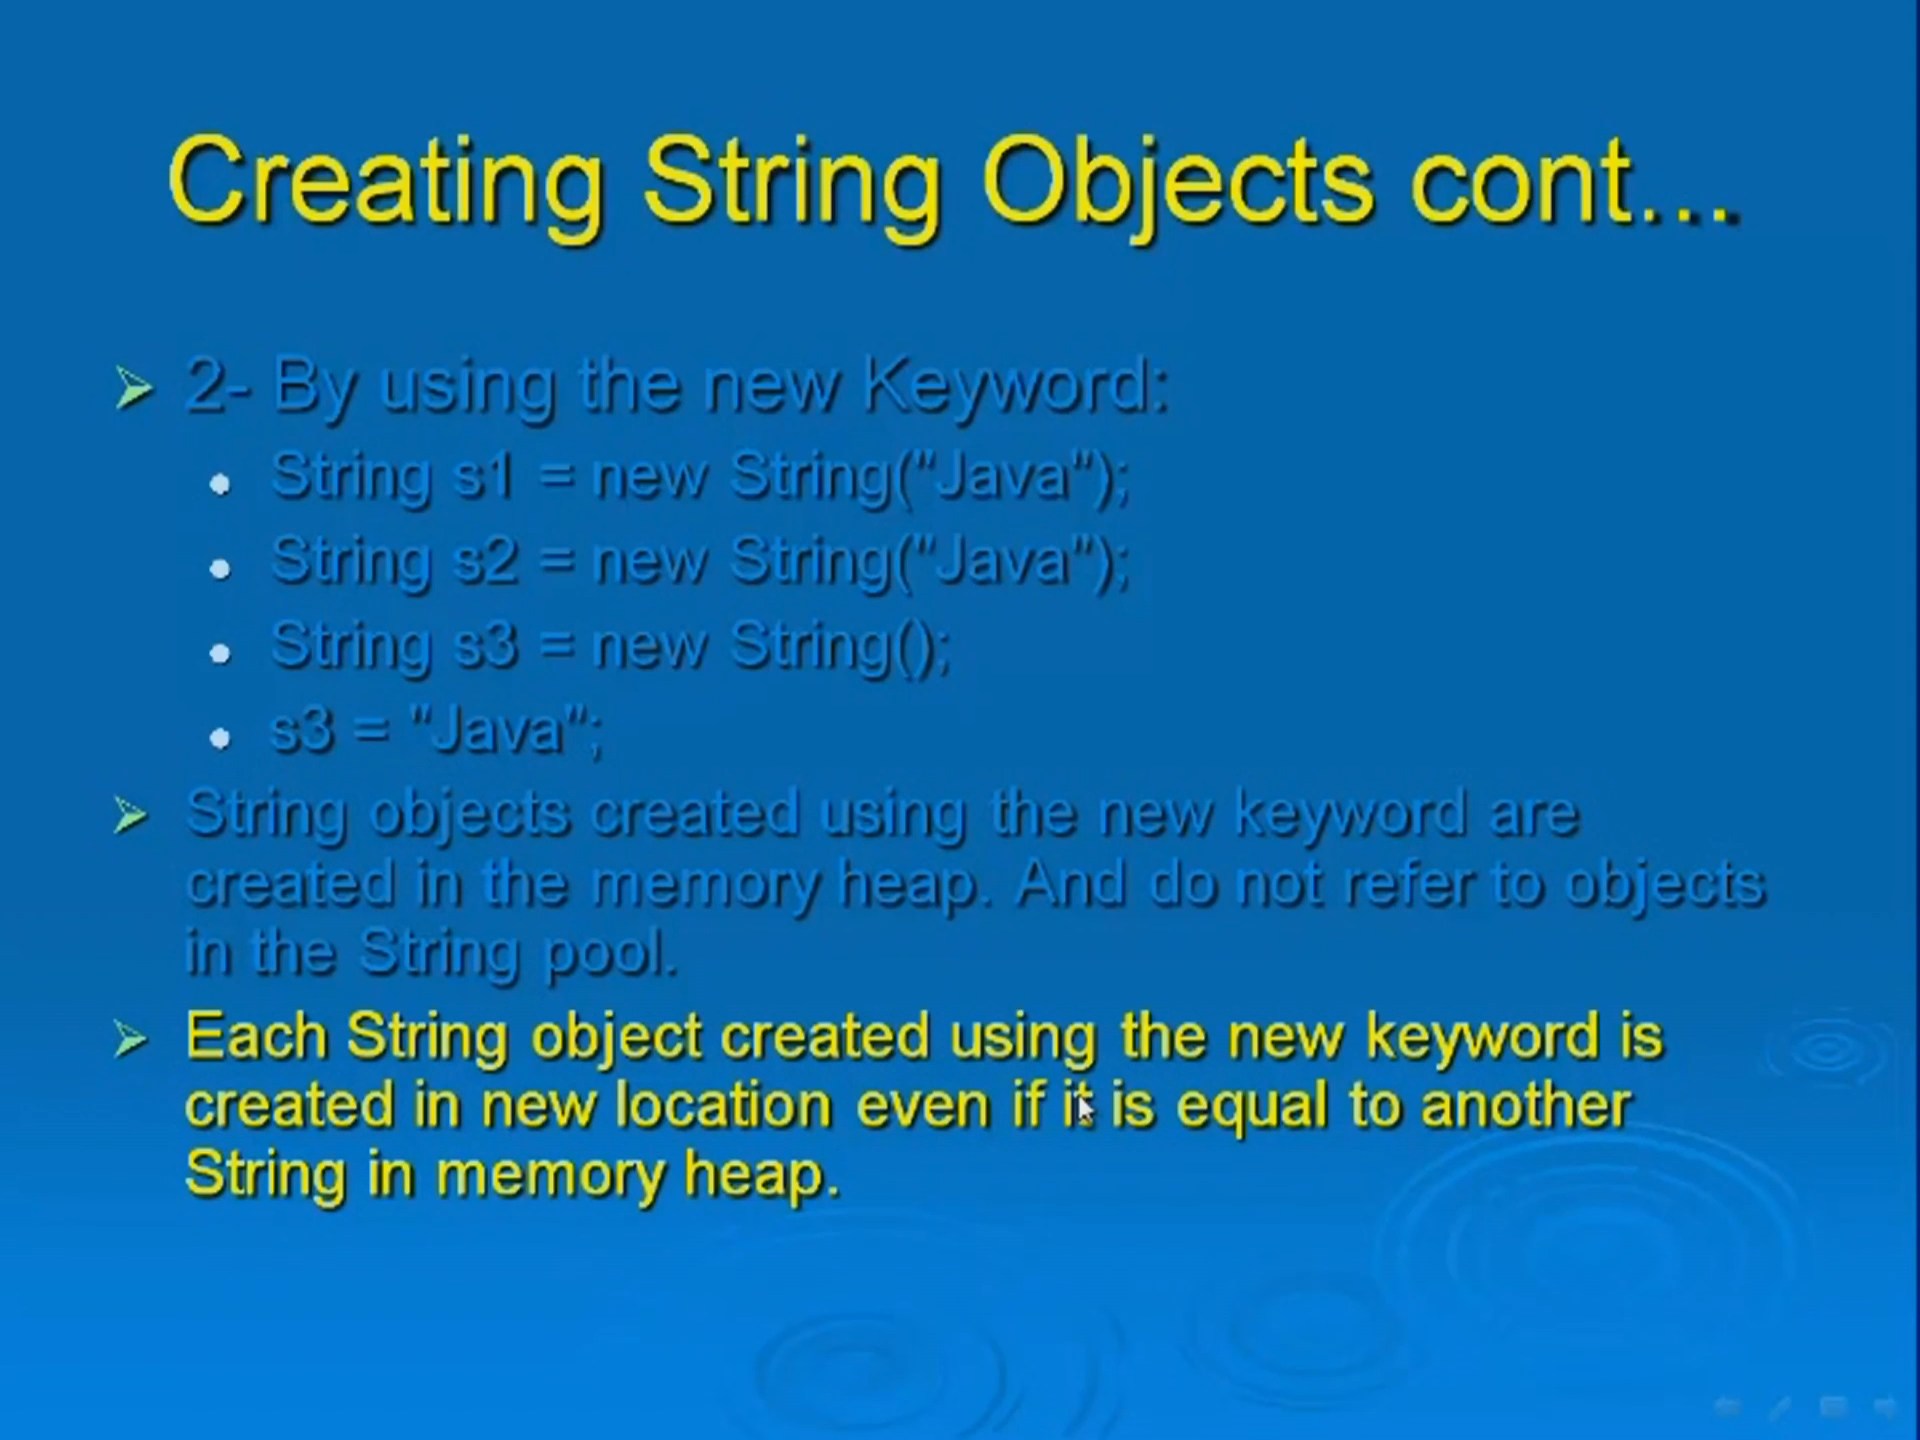 Creating String Objects cont...
2- By using the new Keyword:
String s1 = new String("Java");
String s2 = new String("Java");
String s3 = new String();
s3 = "Java";
String objects created using the new keyword are
created in the memory heap. And do not refer to objects
in the String pool.
Each String object created using the new keyword is
created in new location even if it is equal to another
String in memory heap.